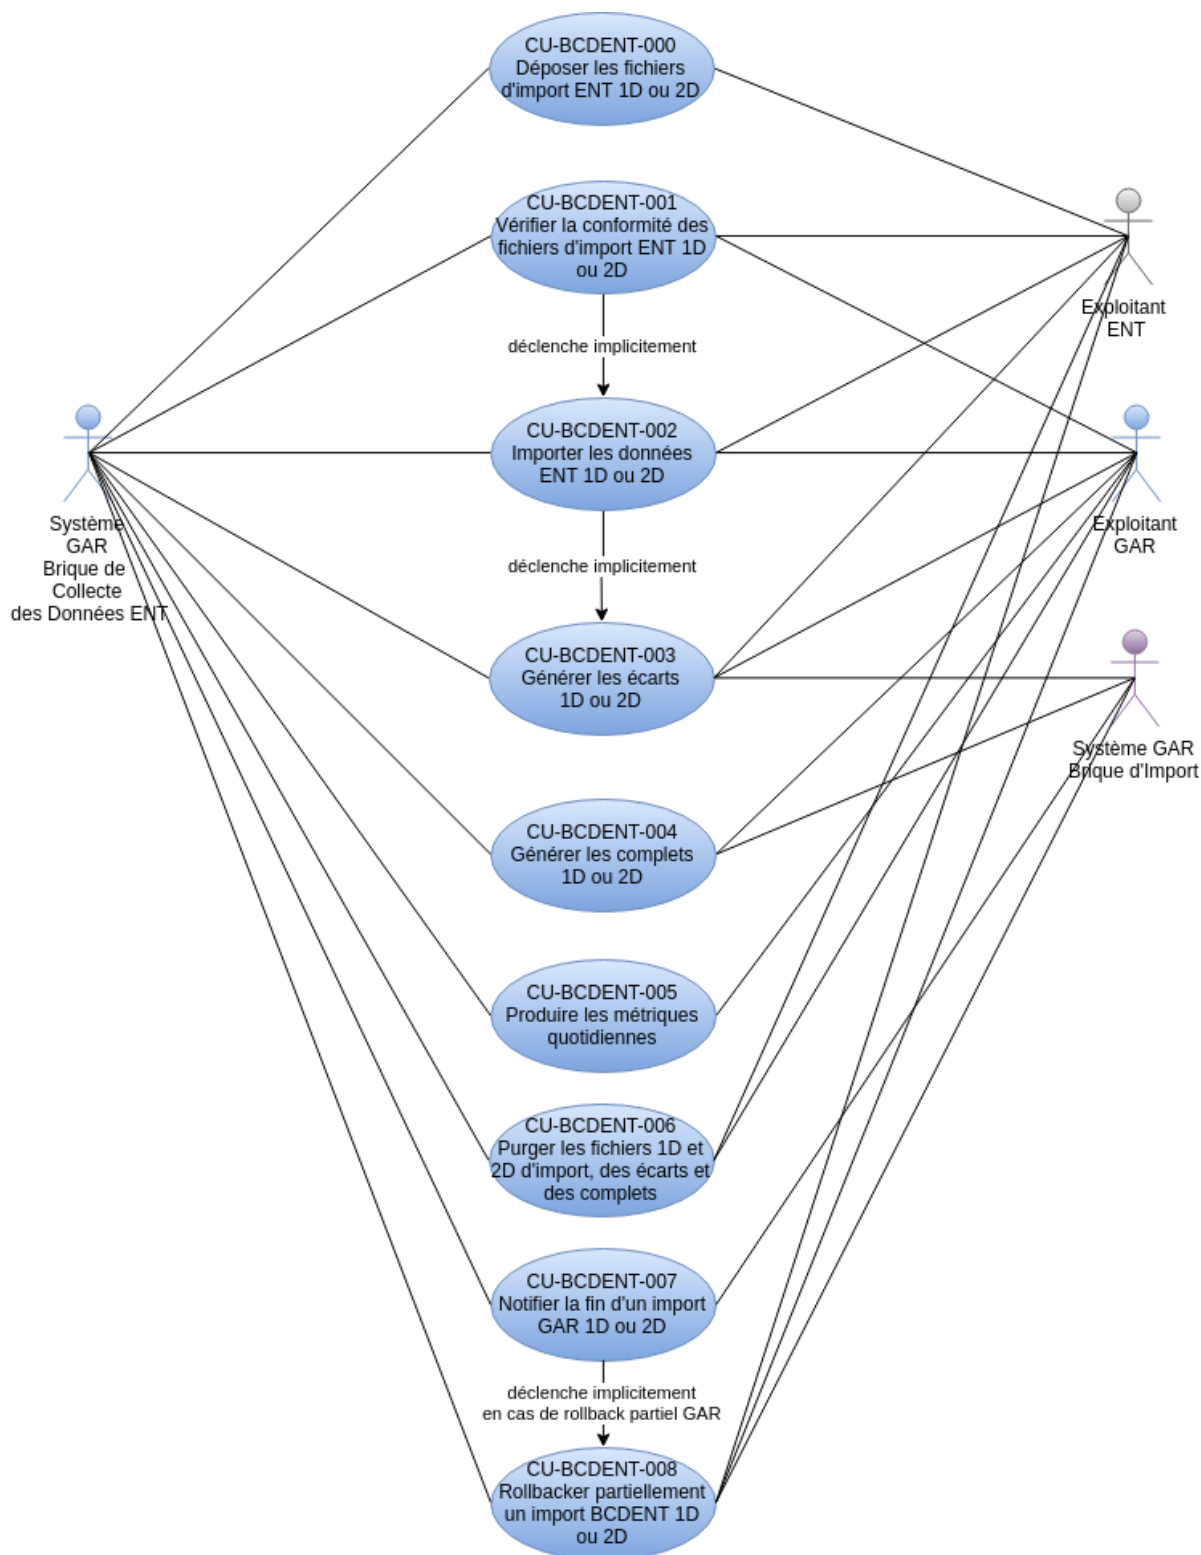 CU-BCDENT-000
Déposer les fichiers
d'import ENT 1D ou 2D
CU-BCDENT-001
Vérifier la conformité des
fichiers d'import ENT 1D
ou 2D
Exploitant
ENT
déclenche implicitement
CU-BCDENT-002
Importer les données
ENT 1D ou 2D
Système
GAR
Brique de
Collecte
des Données ENT
Exploitant
GAR
déclenche implicitement
CU-BCDENT-003
Générer les écarts
1D ou 2D
Système GAR
Brique d'Import
CU-BCDENT-004
Générer les complets
1D ou 2D
CU-BCDENT-005
Produire les métriques
quotidiennes
CU-BCDENT-006
Purger les fichiers 1D et
2D d'import, des écarts et
des complets
CU-BCDENT-007
Notifier la fin d'un import
GAR 1D ou 2D
déclenche implicitement
en cas de rollback partiel GAR
CU-BCDENT-008
Rollbacker partiellement
un import BCDENT 1D
ou 2D